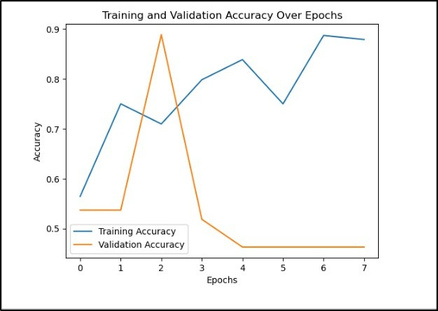 Training and Validation Accuracy Over Epochs
0.9
0.8
0.7
0.6
0.5
Accuracy
Training Accuracy
Validation Accuracy
0 1 2 3 4 5 6 7
Epochs